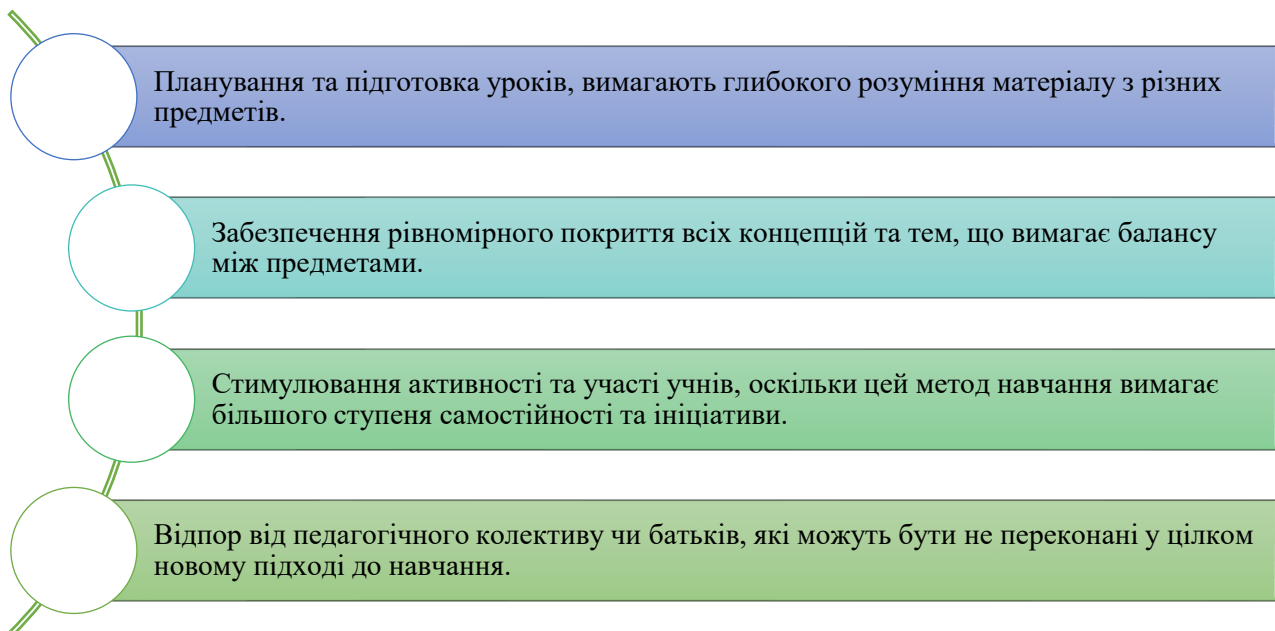 Планування та підготовка уроків, вимагають глибокого розуміння матеріалу з різних
предметів.
Забезпечення рівномірного покриття всіх концепцій та тем, що вимагає балансу
між предметами.
Стимулювання активності та участі учнів, оскільки цей метод навчання вимагає
більшого ступеня самостійності та ініціативи.
Відпор від педагогічного колективу чи батьків, які можуть бути не переконані у цілком
новому підході до навчання.